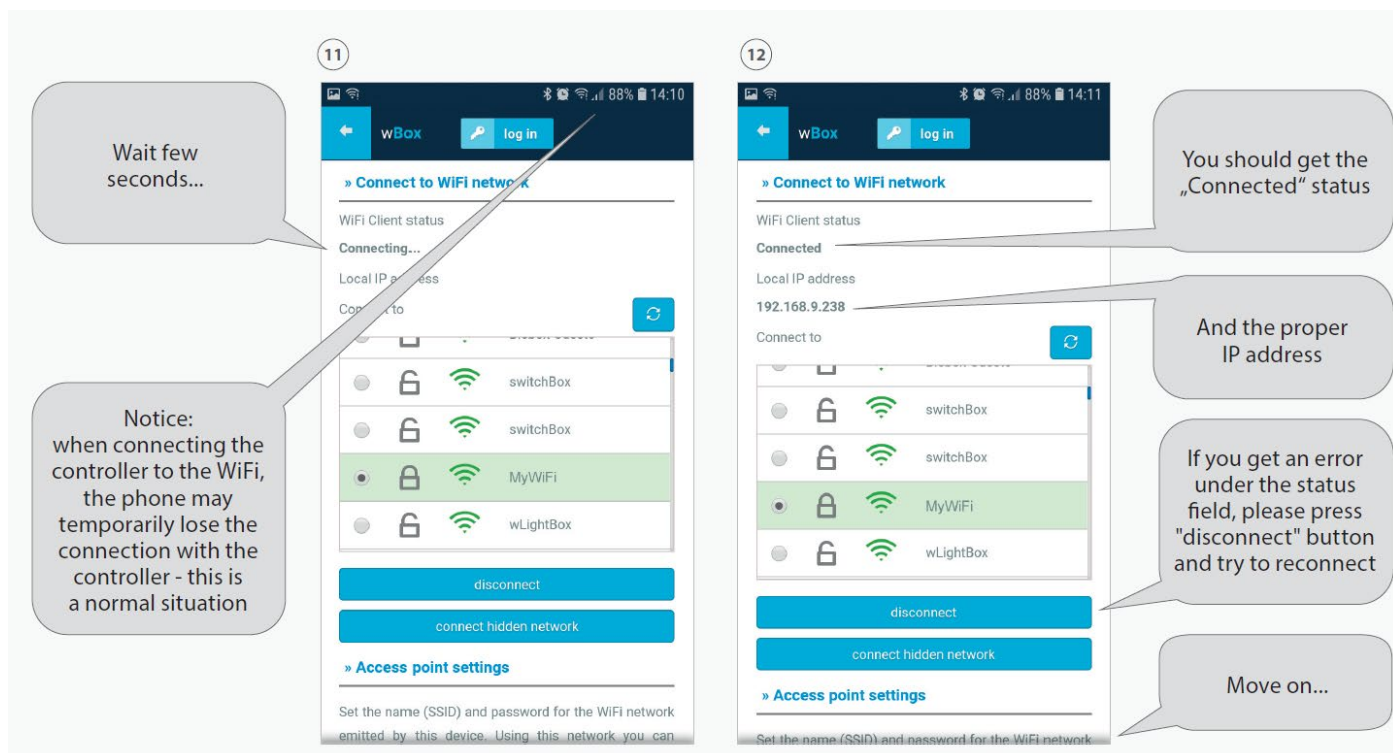 11
Wait few
seconds...
Notice:
when connecting the
controller to the WiFi,
the phone may
temporarily lose the
connection with the
controller - this is
a normal situation
88% 14:10
wBox
log in
» Connect to WiFi network
WiFi Client status
Connecting...
Local IP address
Connect to
switchBox
switchBox
MyWiFi
wLightBox
disconnect
connect hidden network
» Access point settings
Set the name (SSID) and password for the WiFi network
emitted by this device. Using this network you can
12
88% 14:11
wBox
log in
» Connect to WiFi network
WiFi Client status
Connected
Local IP address
192.168.9.238
Connect to
switchBox
switchBox
MyWiFi
wLightBox
disconnect
connect hidden network
» Access point settings
Set the name (SSID) and password for the WiFi network
You should get the
„Connected“ status
And the proper
IP address
If you get an error
under the status
field, please press
"disconnect" button
and try to reconnect
Move on...